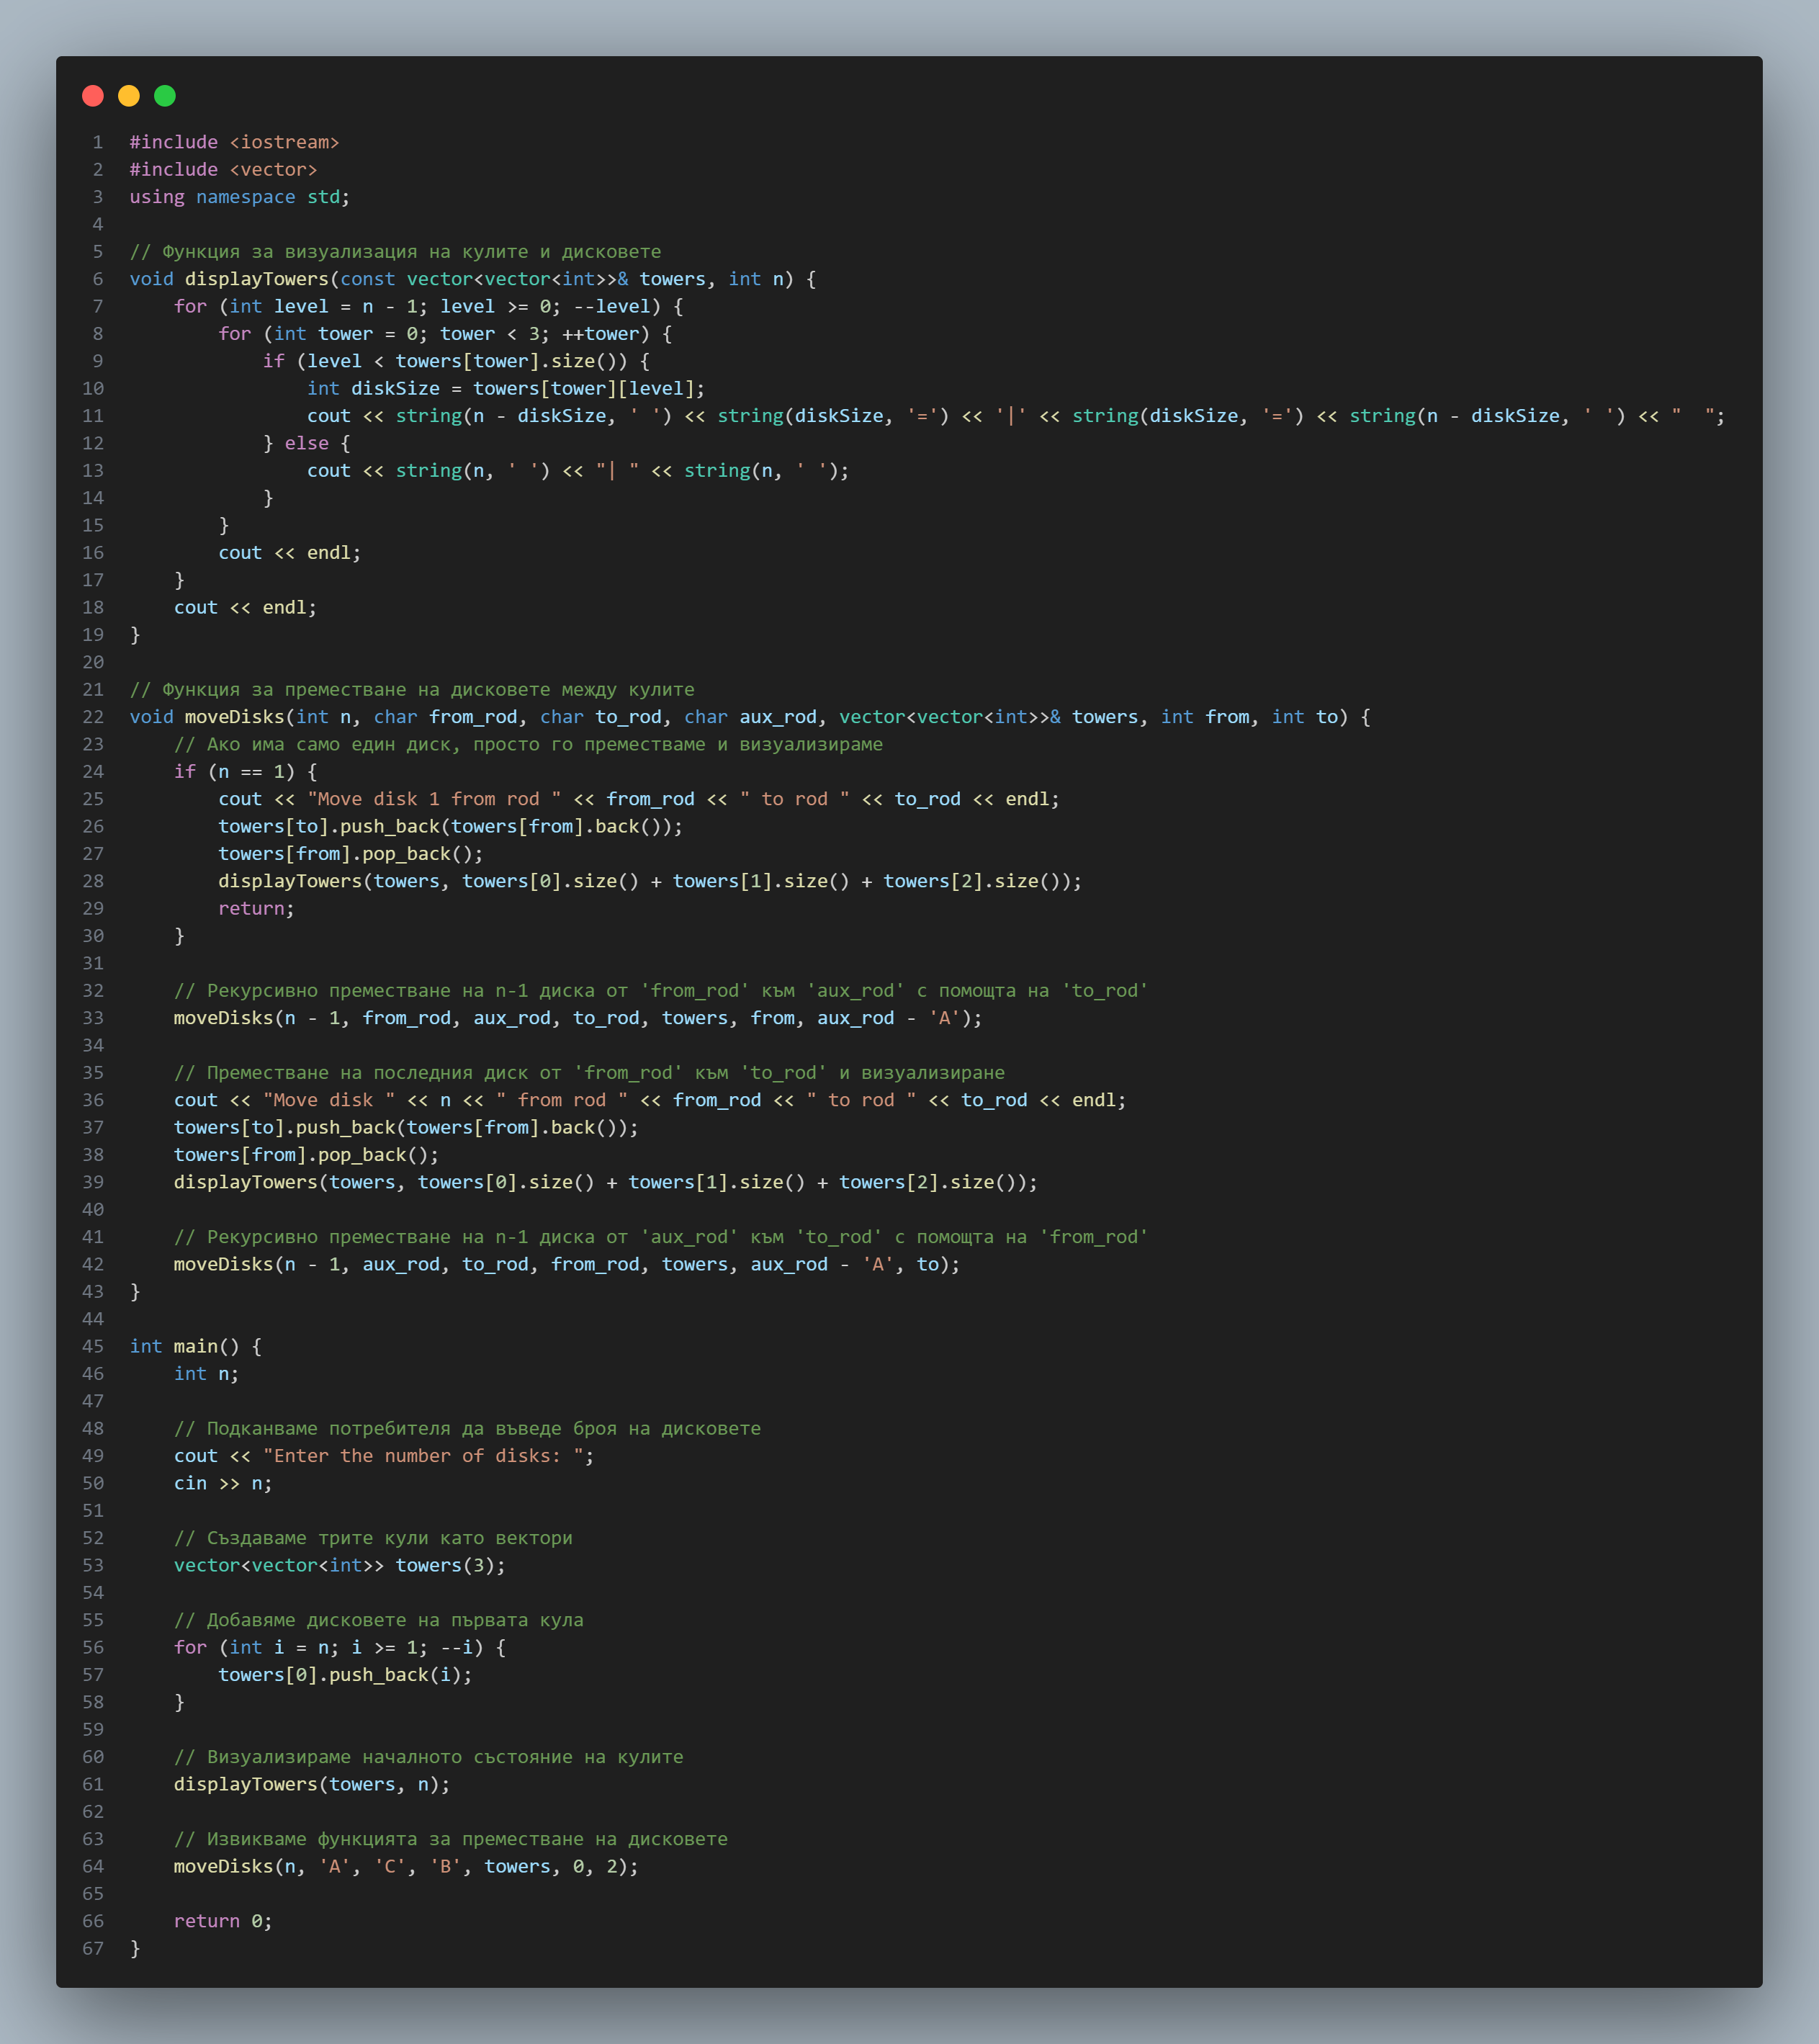 1 #include <iostream>
2 #include <vector>
3 using namespace std;
4
5 // Функция за визуализация на кулите и дисковете
6 void displayTowers(const vector<vector<int>>& towers, int n) {
7     for (int level = n - 1; level >= 0; --level) {
8         for (int tower = 0; tower < 3; ++tower) {
9             if (level < towers[tower].size()) {
10                 int diskSize = towers[tower][level];
11                 cout << string(n - diskSize, ' ') << string(diskSize, '=') << '|' << string(diskSize, '=') << string(n - diskSize, ' ') << "  ";
12             } else {
13                 cout << string(n, ' ') << "| " << string(n, ' ');
14             }
15         }
16         cout << endl;
17     }
18     cout << endl;
19 }
20
21 // Функция за преместване на дисковете между кулите
22 void moveDisks(int n, char from_rod, char to_rod, char aux_rod, vector<vector<int>>& towers, int from, int to) {
23     // Ако има само един диск, просто го преместваме и визуализираме
24     if (n == 1) {
25         cout << "Move disk 1 from rod " << from_rod << " to rod " << to_rod << endl;
26         towers[to].push_back(towers[from].back());
27         towers[from].pop_back();
28         displayTowers(towers, towers[0].size() + towers[1].size() + towers[2].size());
29         return;
30     }
31
32     // Рекурсивно преместване на n-1 диска от 'from_rod' към 'aux_rod' с помощта на 'to_rod'
33     moveDisks(n - 1, from_rod, aux_rod, to_rod, towers, from, aux_rod - 'A');
34
35     // Преместване на последния диск от 'from_rod' към 'to_rod' и визуализиране
36     cout << "Move disk " << n << " from rod " << from_rod << " to rod " << to_rod << endl;
37     towers[to].push_back(towers[from].back());
38     towers[from].pop_back();
39     displayTowers(towers, towers[0].size() + towers[1].size() + towers[2].size());
40
41     // Рекурсивно преместване на n-1 диска от 'aux_rod' към 'to_rod' с помощта на 'from_rod'
42     moveDisks(n - 1, aux_rod, to_rod, from_rod, towers, aux_rod - 'A', to);
43 }
44
45 int main() {
46     int n;
47
48     // Подканваме потребителя да въведе броя на дисковете
49     cout << "Enter the number of disks: ";
50     cin >> n;
51
52     // Създаваме трите кули като вектори
53     vector<vector<int>> towers(3);
54
55     // Добавяме дисковете на първата кула
56     for (int i = n; i >= 1; --i) {
57         towers[0].push_back(i);
58     }
59
60     // Визуализираме началното състояние на кулите
61     displayTowers(towers, n);
62
63     // Извикваме функцията за преместване на дисковете
64     moveDisks(n, 'A', 'C', 'B', towers, 0, 2);
65
66     return 0;
67 }